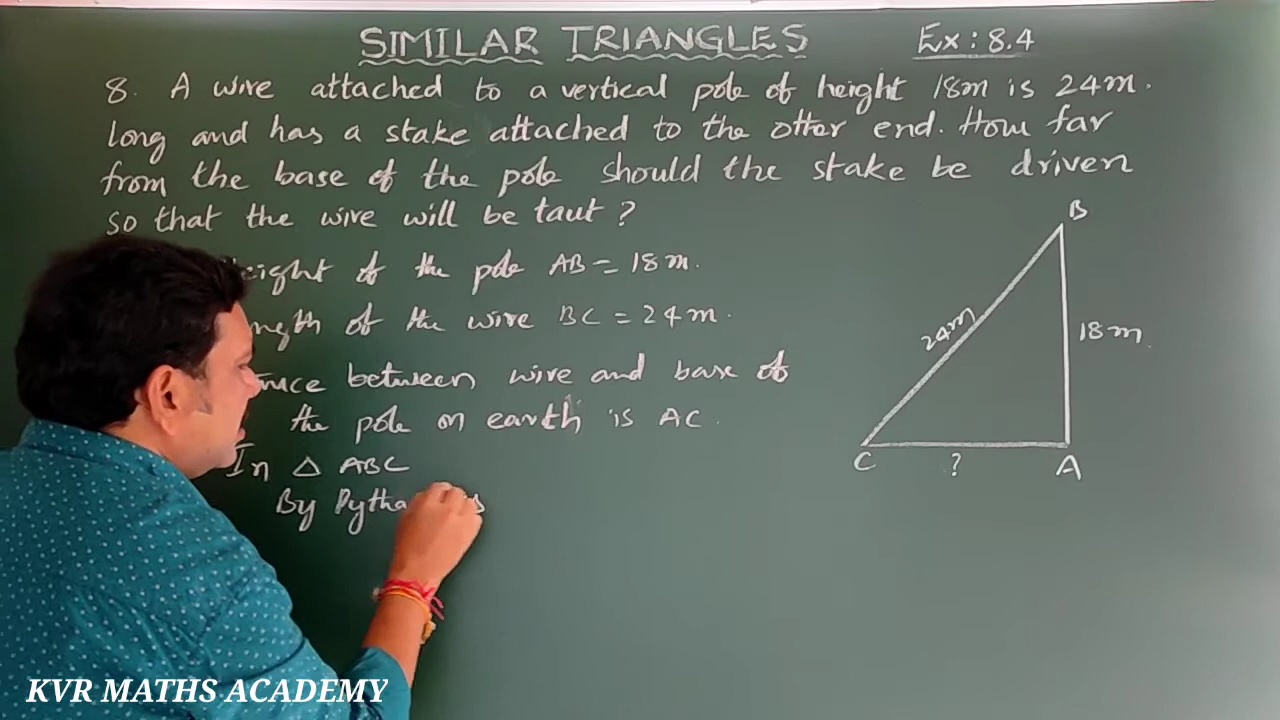 SIMILAR TRIANGLES Ex: 8.4
8. A wire attached to a vertical pole of height 18m is 24m.
long and has a stake attached to the other end. How far
from the base of the pole should the stake be driven
so that the wire will be taut?
eight of the pole AB = 18m.
ngth of the wire BC = 24m.
between wire and base of
the pole on earth is AC.
In △ ABC
By Pytha
B
24m
18m.
C ? A
KVR MATHS ACADEMY